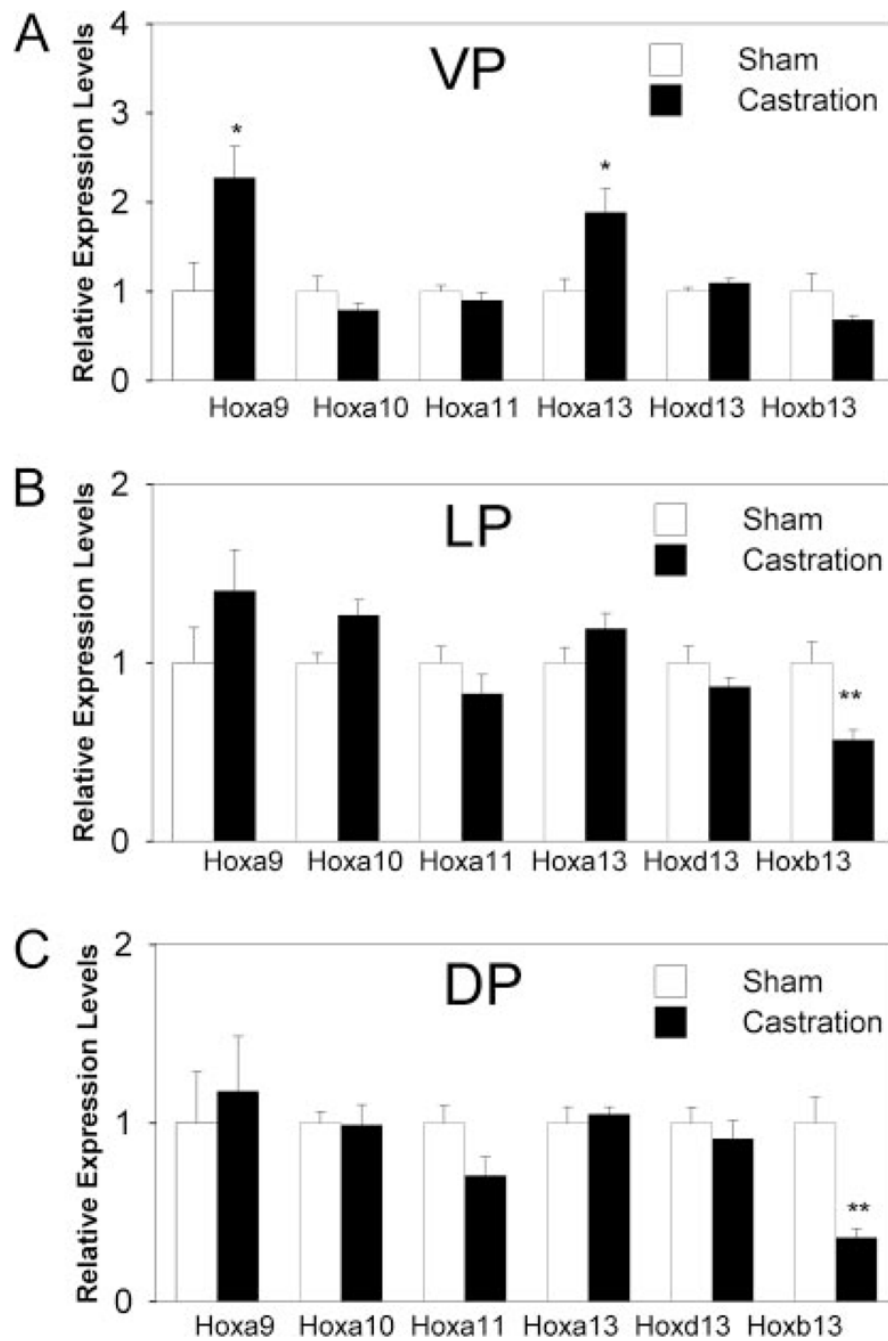 A
VP
Sham
Castration
Relative Expression Levels
4
3
2
1
0
*
*
Hoxa9 Hoxa10 Hoxa11 Hoxa13 Hoxd13 Hoxb13
B
LP
Sham
Castration
Relative Expression Levels
2
1
0
**
Hoxa9 Hoxa10 Hoxa11 Hoxa13 Hoxd13 Hoxb13
C
DP
Sham
Castration
Relative Expression Levels
2
1
0
**
Hoxa9 Hoxa10 Hoxa11 Hoxa13 Hoxd13 Hoxb13